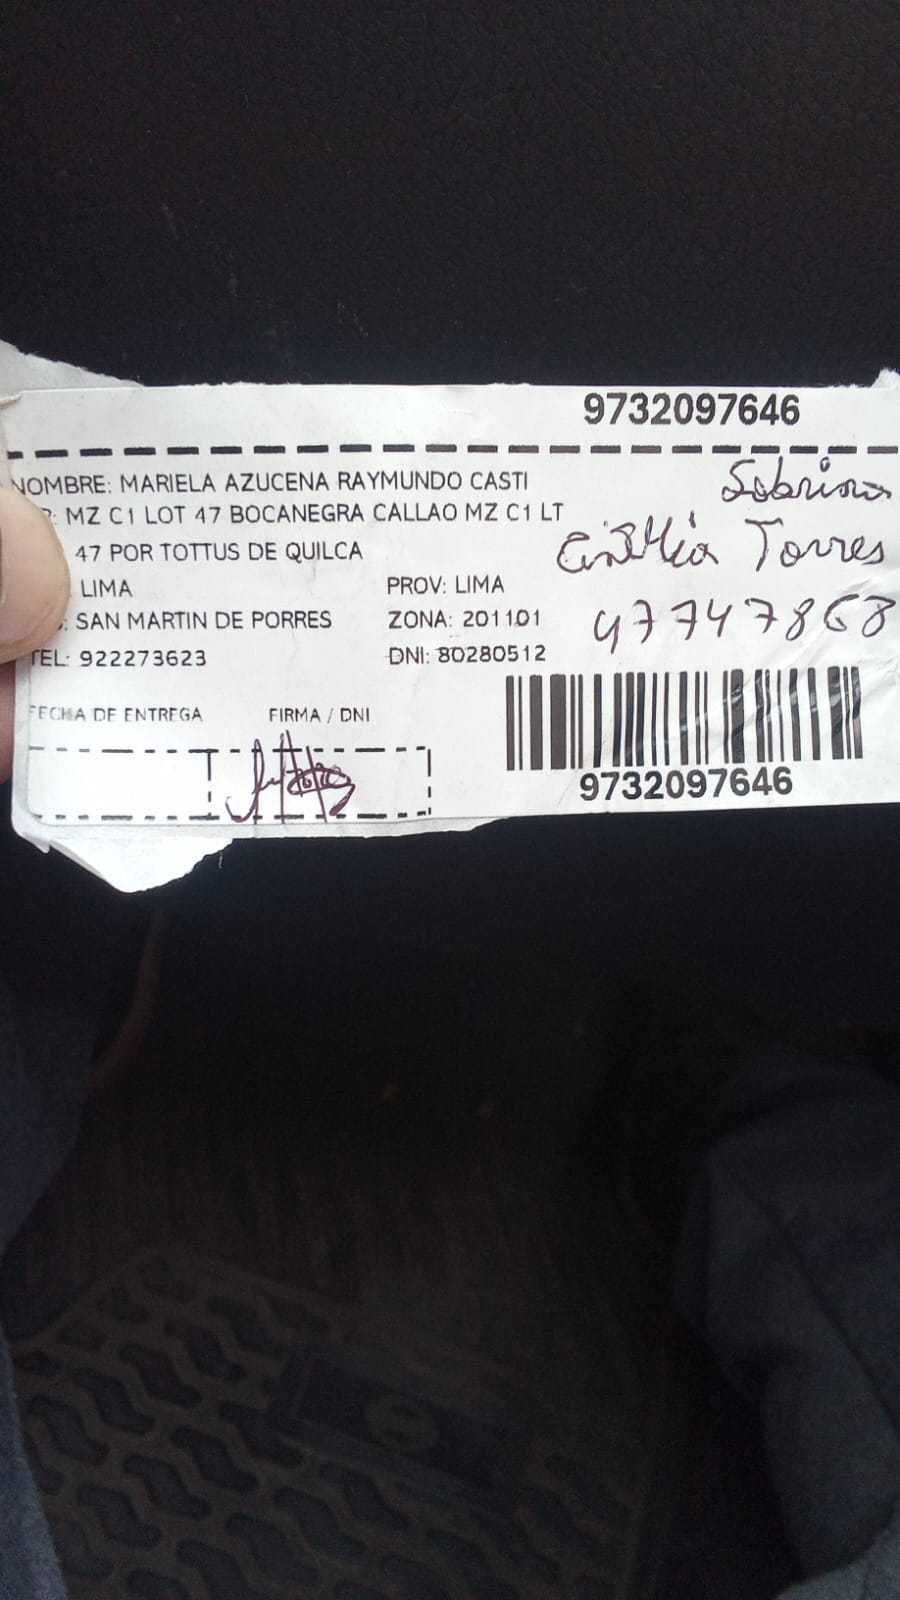 9732097646
NOMBRE: MARIELA AZUCENA RAYMUNDO CASTI
: MZ C1 LOT 47 BOCANEGRA CALLAO MZ C1 LT
47 POR TOTTUS DE QUILCA
LIMA PROV: LIMA
: SAN MARTIN DE PORRES ZONA: 201101
TEL: 922273623 DNI: 80280512
Sobrina
Cinthia Torres
47747868
FECHA DE ENTREGA FIRMA / DNI
9732097646